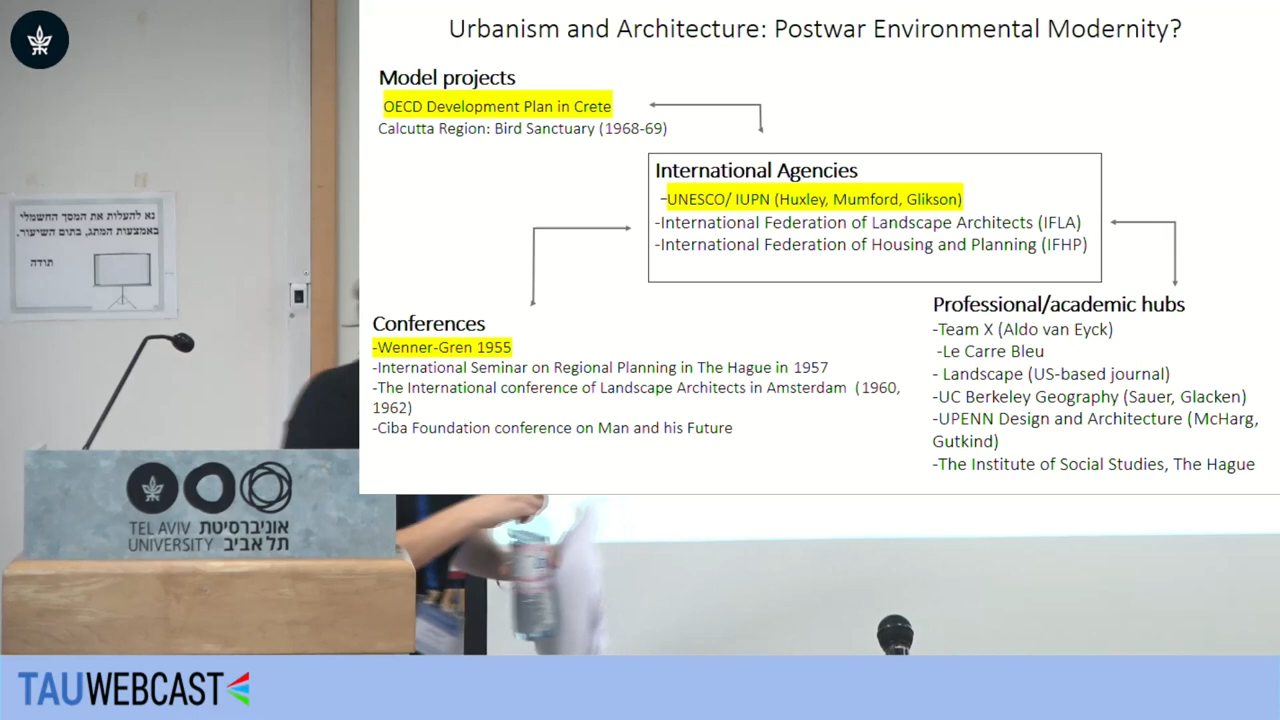 Urbanism and Architecture: Postwar Environmental Modernity?
Model projects
OECD Development Plan in Crete
Calcutta Region: Bird Sanctuary (1968-69)
International Agencies
-UNESCO/ IUPN (Huxley, Mumford, Glikson)
-International Federation of Landscape Architects (IFLA)
-International Federation of Housing and Planning (IFHP)
Conferences
-Wenner-Gren 1955
-International Seminar on Regional Planning in The Hague in 1957
-The International conference of Landscape Architects in Amsterdam (1960,
1962)
-Ciba Foundation conference on Man and his Future
Professional/academic hubs
-Team X (Aldo van Eyck)
-Le Carre Bleu
- Landscape (US-based journal)
-UC Berkeley Geography (Sauer, Glacken)
-UPENN Design and Architecture (McHarg,
Gutkind)
-The Institute of Social Studies, The Hague
נא להעלות את המסך החשמלי
באמצעות המתג, בתום השיעור.
תודה
TEL AVIV אוניברסיטת
UNIVERSITY תל אביב
TAUWEBCAST